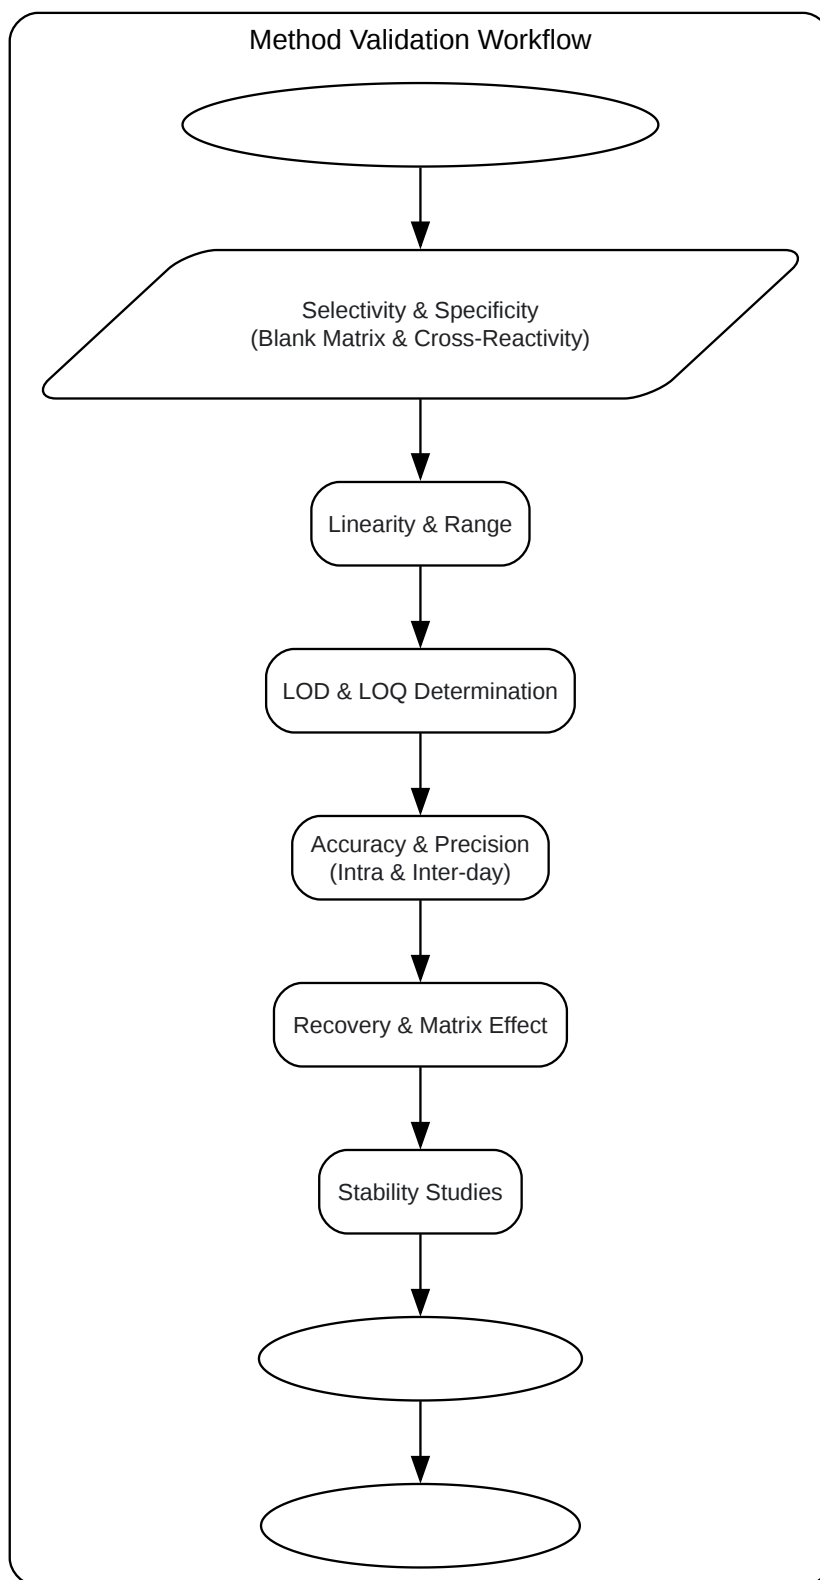 Method Validation Workflow
Selectivity & Specificity
(Blank Matrix & Cross-Reactivity)
Linearity & Range
LOD & LOQ Determination
Accuracy & Precision
(Intra & Inter-day)
Recovery & Matrix Effect
Stability Studies